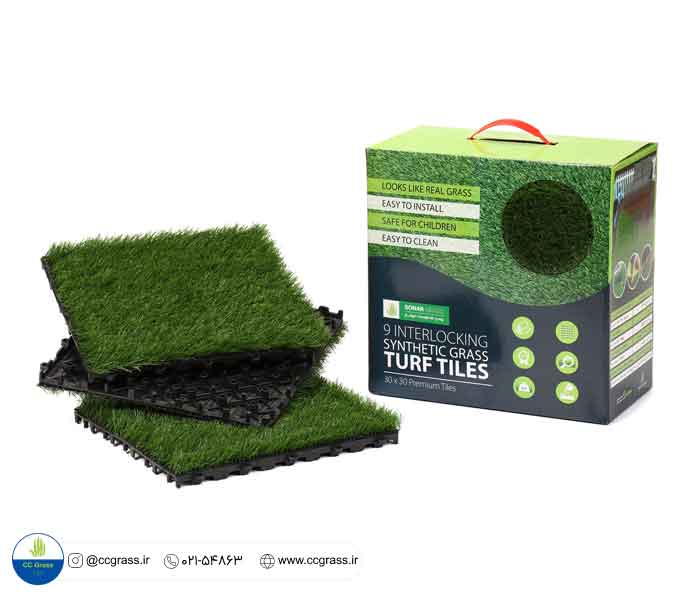 LOOKS LIKE REAL GRASS
EASY TO INSTALL
SAFE FOR CHILDREN
EASY TO CLEAN
SONAR
9 INTERLOCKING
SYNTHETIC GRASS
TURF TILES
30 x 30 Premium Tiles
CC Grass
@ccgrass.ir
۰۲۱-۵۴۸۶۳
www.ccgrass.ir